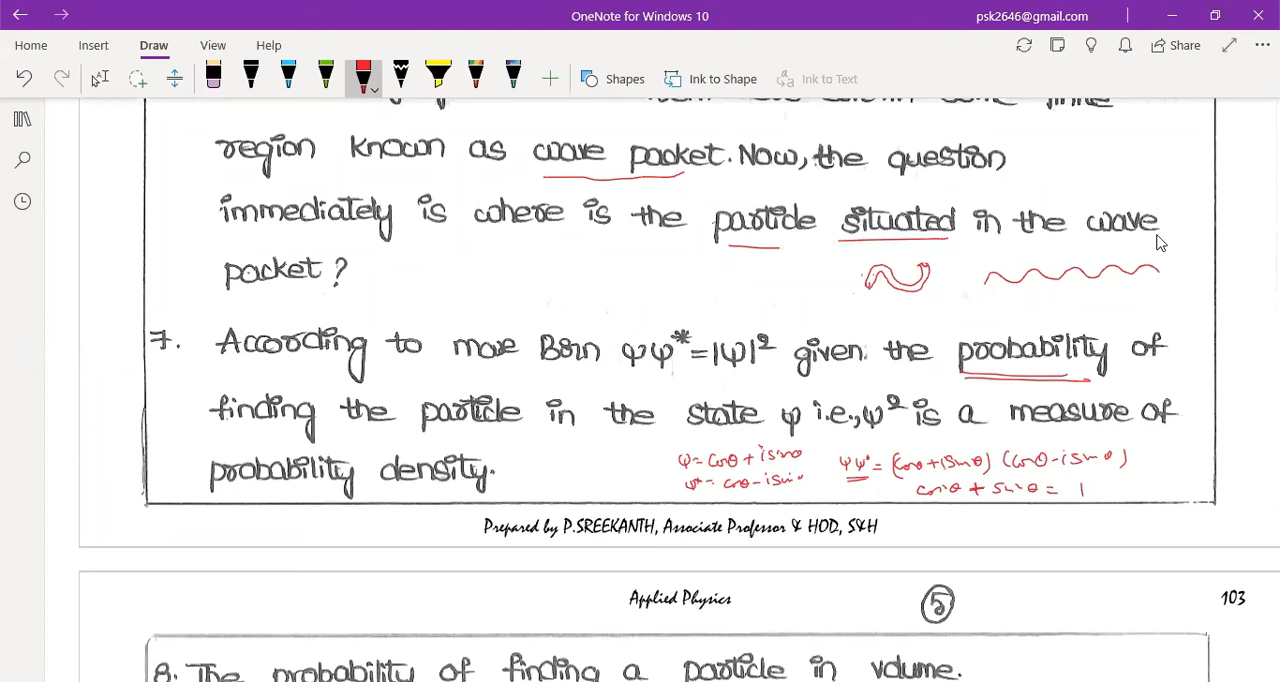 OneNote for Windows 10
psk2646@gmail.com
Home Insert Draw View Help
Share
Shapes Ink to Shape Ink to Text
region known as wave packet. Now, the question
immediately is where is the particle situated in the wave
packet?
7. According to max Born ψψ* = |ψ|² given. the probability of
finding the particle in the state ψ i.e., ψ² is a measure of
probability density.
ψ = cosθ + i sinθ
ψ* = cosθ - i sinθ
ψψ* = (cosθ + i sinθ) (cosθ - i sinθ)
cos²θ + sin²θ = 1
Prepared by P.SREEKANTH, Associate Professor & HOD, S&H
Applied Physics 5 103
8. The probability of finding a particle in volume.